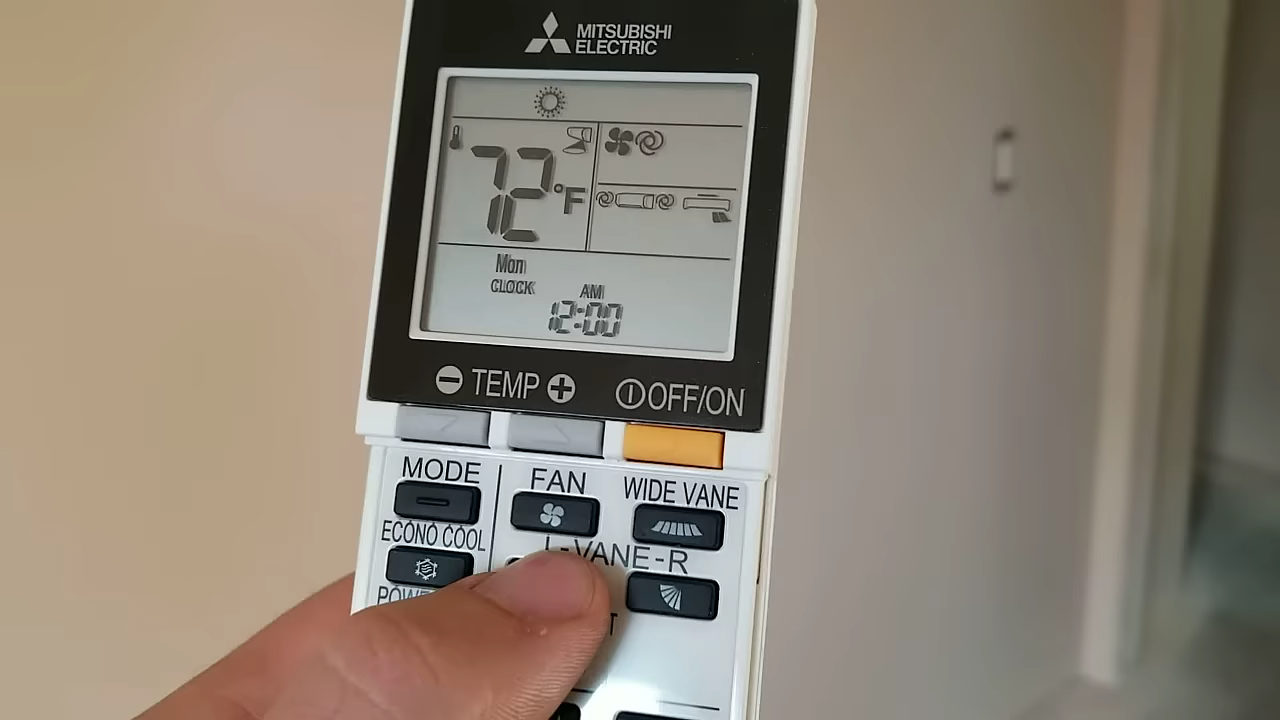 MITSUBISHI
ELECTRIC
72°F
Mon
CLOCK
AM
12:00
TEMP
OFF/ON
MODE
FAN
WIDE VANE
ECONO COOL
L-VANE-R